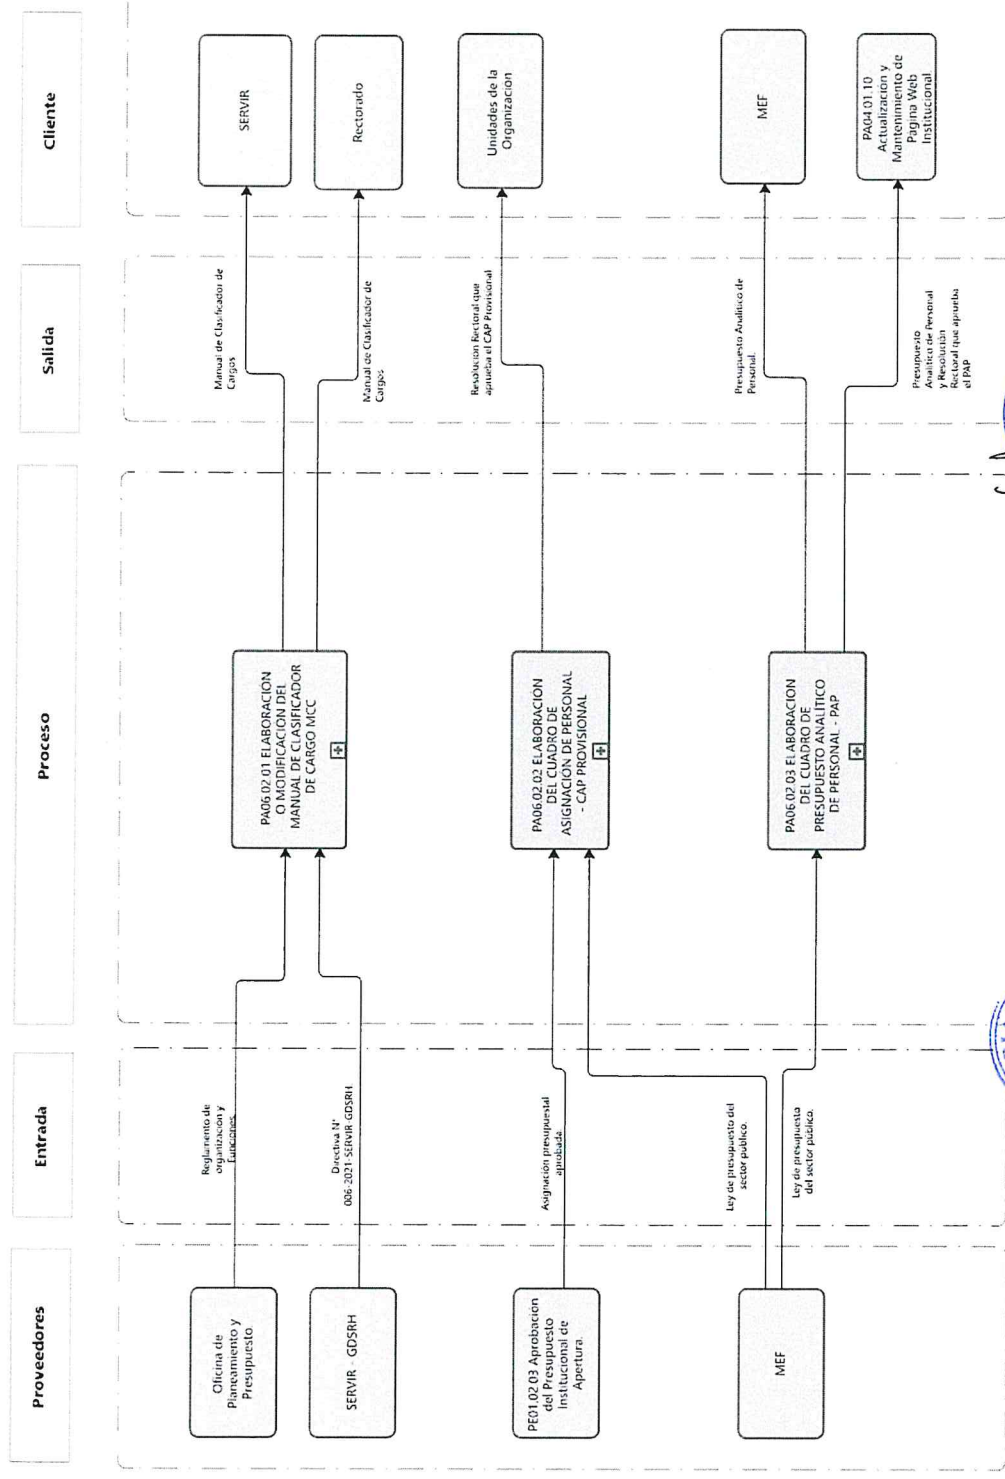 Proveedores
Entrada
Proceso
Salida
Cliente
Oficina de
Planeamiento y
Presupuesto.
Reglamento de
organización y
Funciones
SERVIR - GDSRH
Directiva N°
006-2021-SERVIR-GDSRH
PA06.02.01 ELABORACIÓN
O MODIFICACION DEL
MANUAL DE CLASIFICADOR
DE CARGO MCC
Manual de Clasificador de
Cargos
SERVIR
Manual de Clasificador de
Cargos
Rectorado
PE01.02.03 Aprobación
del Presupuesto
Institucional de
Apertura.
Asignación presupuestal
aprobada.
PA06.02.02 ELABORACION
DEL CUADRO DE
ASIGNACIÓN DE PERSONAL
- CAP PROVISIONAL
Resolucion Rectoral que
aprueba el CAP Provisional
Unidades de la
Organizacion
MEF
Ley de presupuesto del
sector público.
Ley de presupuesto
del sector público.
PA06.02.03 ELABORACION
DEL CUADRO DE
PRESUPUESTO ANALÍTICO
DE PERSONAL - PAP
Presupuesto Analitico de
Personal.
MEF
Presupuesto
Analitico de Personal
y Resolución
Rectoral que aprueba
el PAP
PA04.01.10
Actualización y
Mantenimiento de
Pagina Web
Institucional.